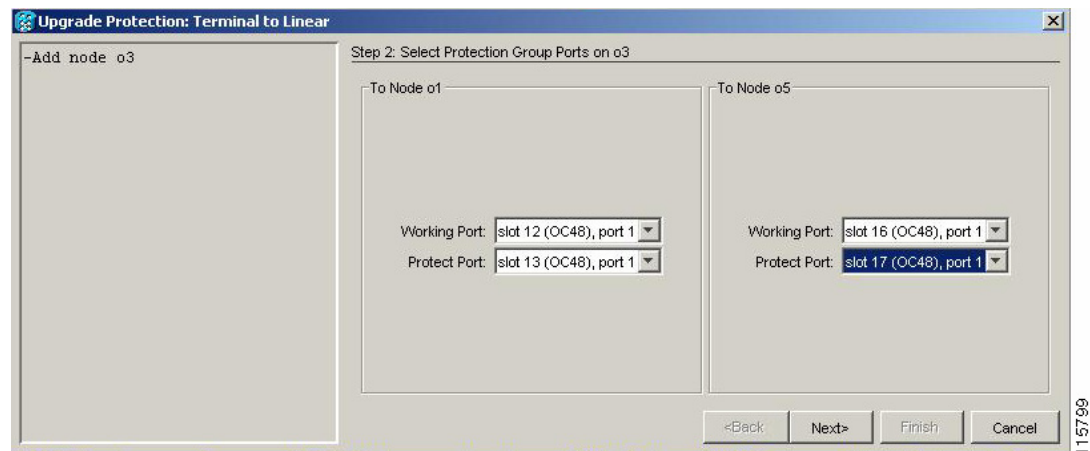 Upgrade Protection: Terminal to Linear
-Add node o3
Step 2: Select Protection Group Ports on o3
To Node o1
Working Port: slot 12 (OC48), port 1
Protect Port: slot 13 (OC48), port 1
To Node o5
Working Port: slot 16 (OC48), port 1
Protect Port: slot 17 (OC48), port 1
<Back
Next>
Finish
Cancel
115799